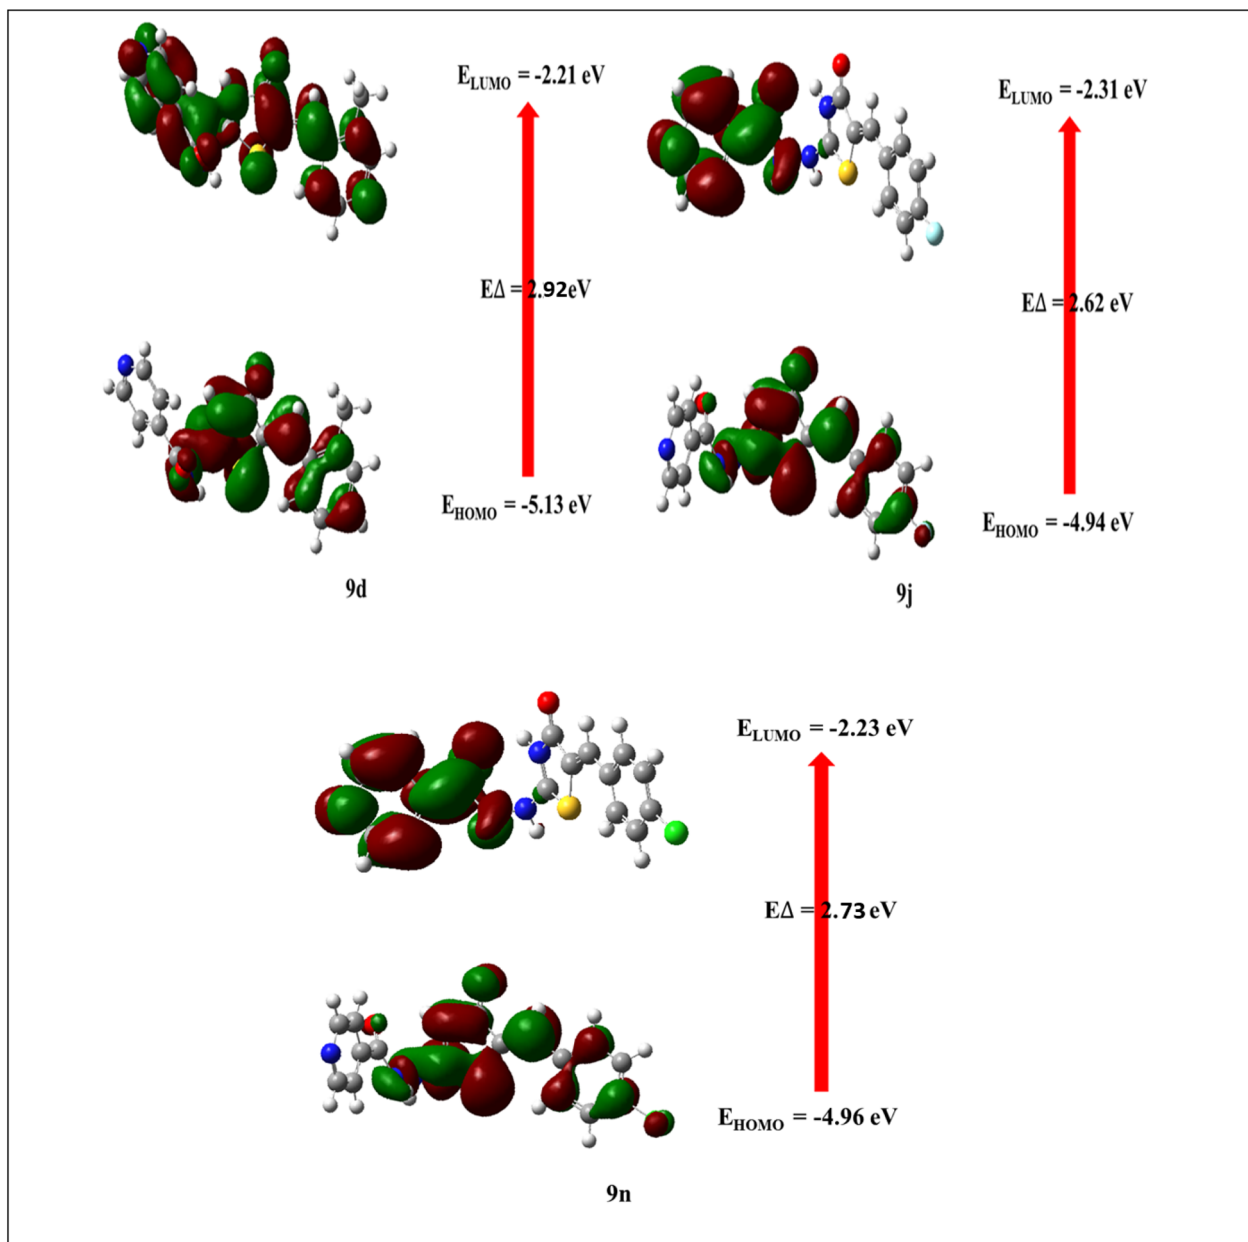 E_LUMO = -2.21 eV
EΔ = 2.92eV
E_HOMO = -5.13 eV
9d
E_LUMO = -2.31 eV
EΔ = 2.62 eV
E_HOMO = -4.94 eV
9j
E_LUMO = -2.23 eV
EΔ = 2.73 eV
E_HOMO = -4.96 eV
9n